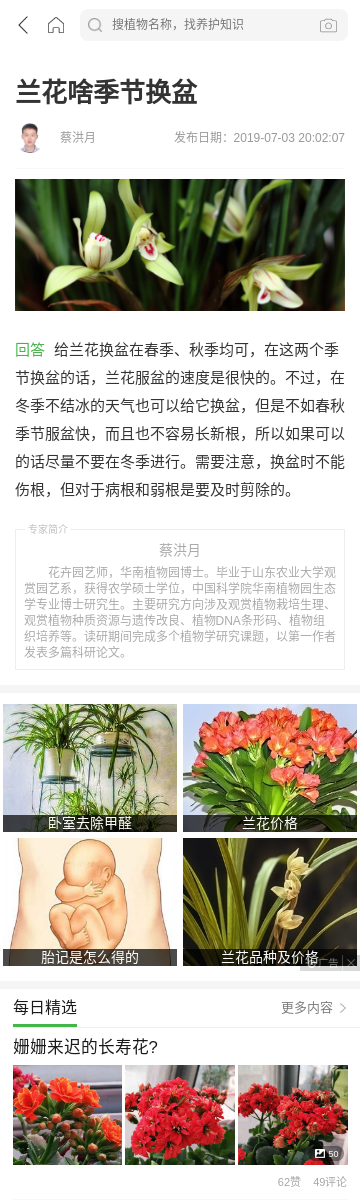 搜植物名称，找养护知识
兰花啥季节换盆
蔡洪月
发布日期：2019-07-03 20:02:07
回答 给兰花换盆在春季、秋季均可，在这两个季
节换盆的话，兰花服盆的速度是很快的。不过，在
冬季不结冰的天气也可以给它换盆，但是不如春秋
季节服盆快，而且也不容易长新根，所以如果可以
的话尽量不要在冬季进行。需要注意，换盆时不能
伤根，但对于病根和弱根是要及时剪除的。
专家简介
蔡洪月
花卉园艺师，华南植物园博士。毕业于山东农业大学观
赏园艺系，获得农学硕士学位，中国科学院华南植物园生态
学专业博士研究生。主要研究方向涉及观赏植物栽培生理、
观赏植物种质资源与遗传改良、植物DNA条形码、植物组
织培养等。读研期间完成多个植物学研究课题，以第一作者
发表多篇科研论文。
卧室去除甲醛
兰花价格
胎记是怎么得的
兰花品种及价格
广告
每日精选
更多内容
姗姗来迟的长寿花?
50
62赞
49评论